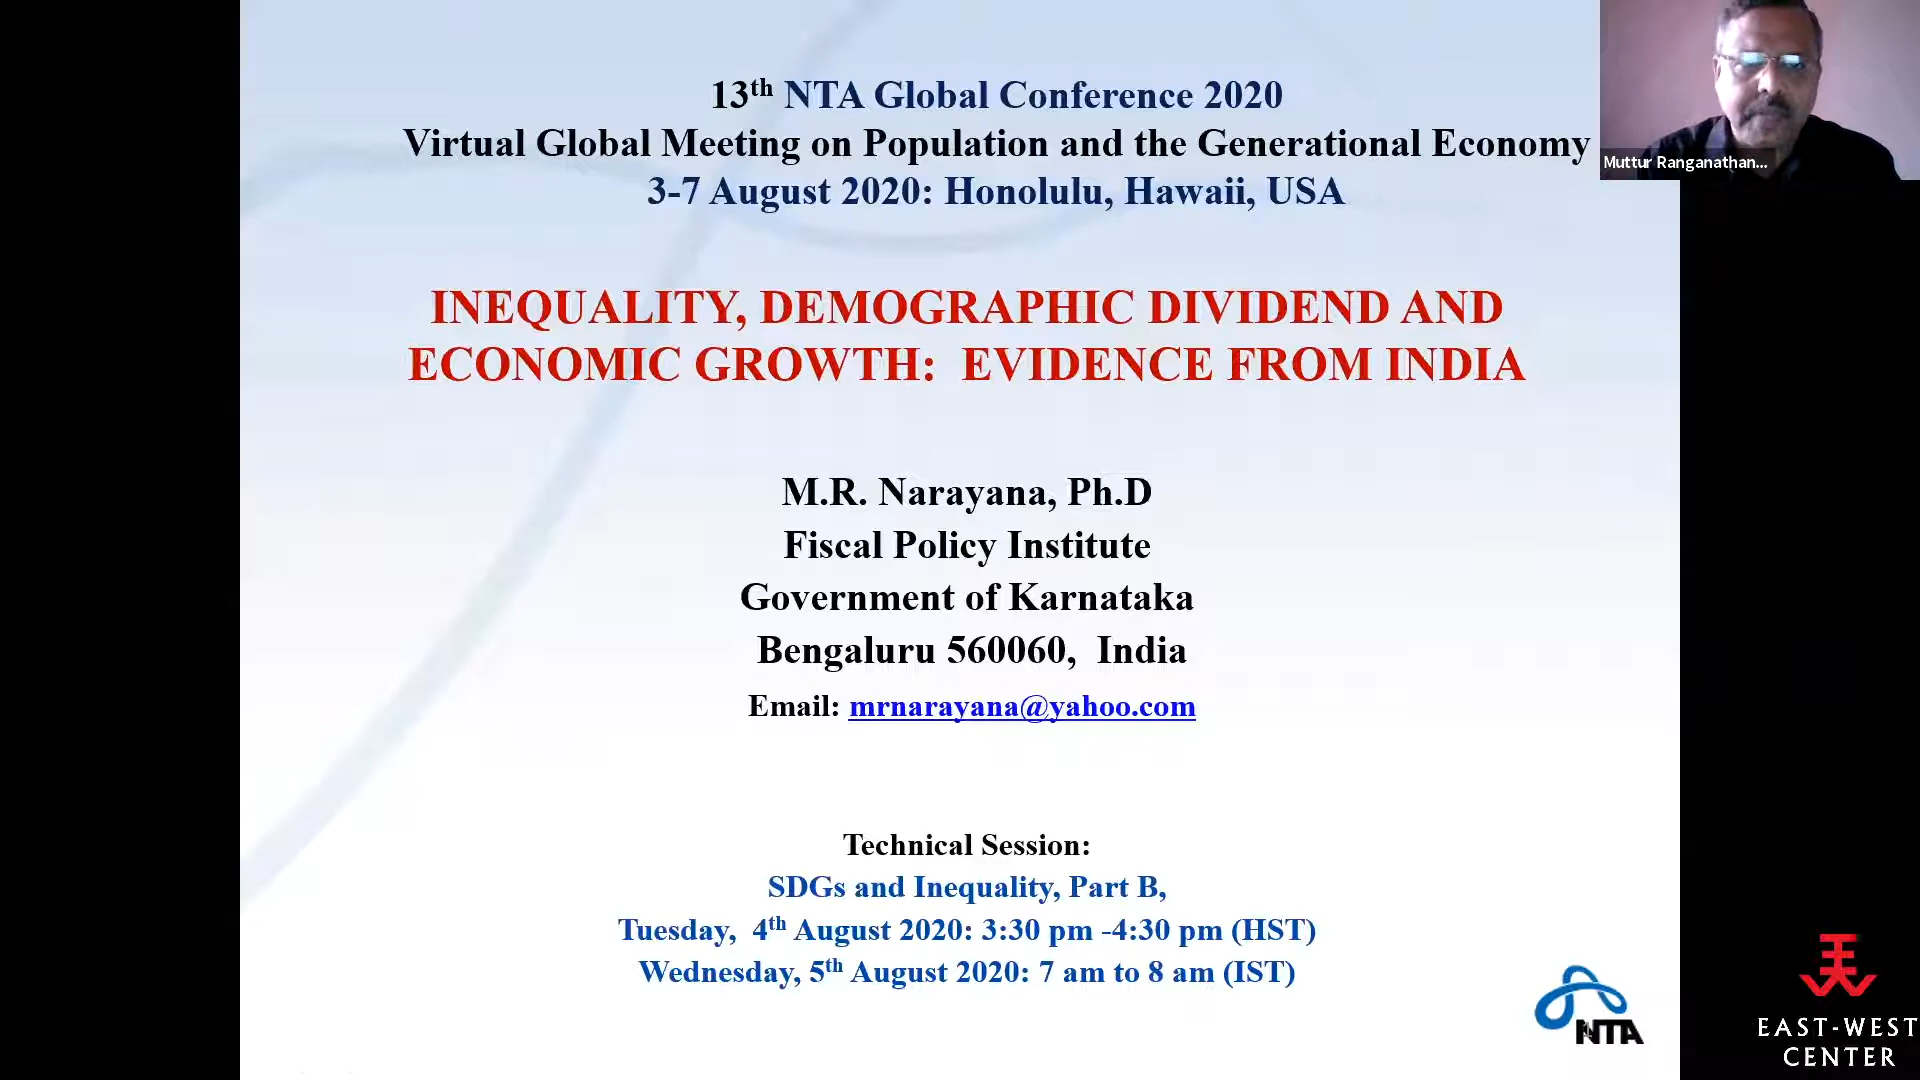 13th NTA Global Conference 2020
Virtual Global Meeting on Population and the Generational Economy
3-7 August 2020: Honolulu, Hawaii, USA
Muttur Ranganathan...
INEQUALITY, DEMOGRAPHIC DIVIDEND AND
ECONOMIC GROWTH: EVIDENCE FROM INDIA
M.R. Narayana, Ph.D
Fiscal Policy Institute
Government of Karnataka
Bengaluru 560060, India
Email: mrnarayana@yahoo.com
Technical Session:
SDGs and Inequality, Part B,
Tuesday, 4th August 2020: 3:30 pm -4:30 pm (HST)
Wednesday, 5th August 2020: 7 am to 8 am (IST)
NTA
EAST-WEST
CENTER